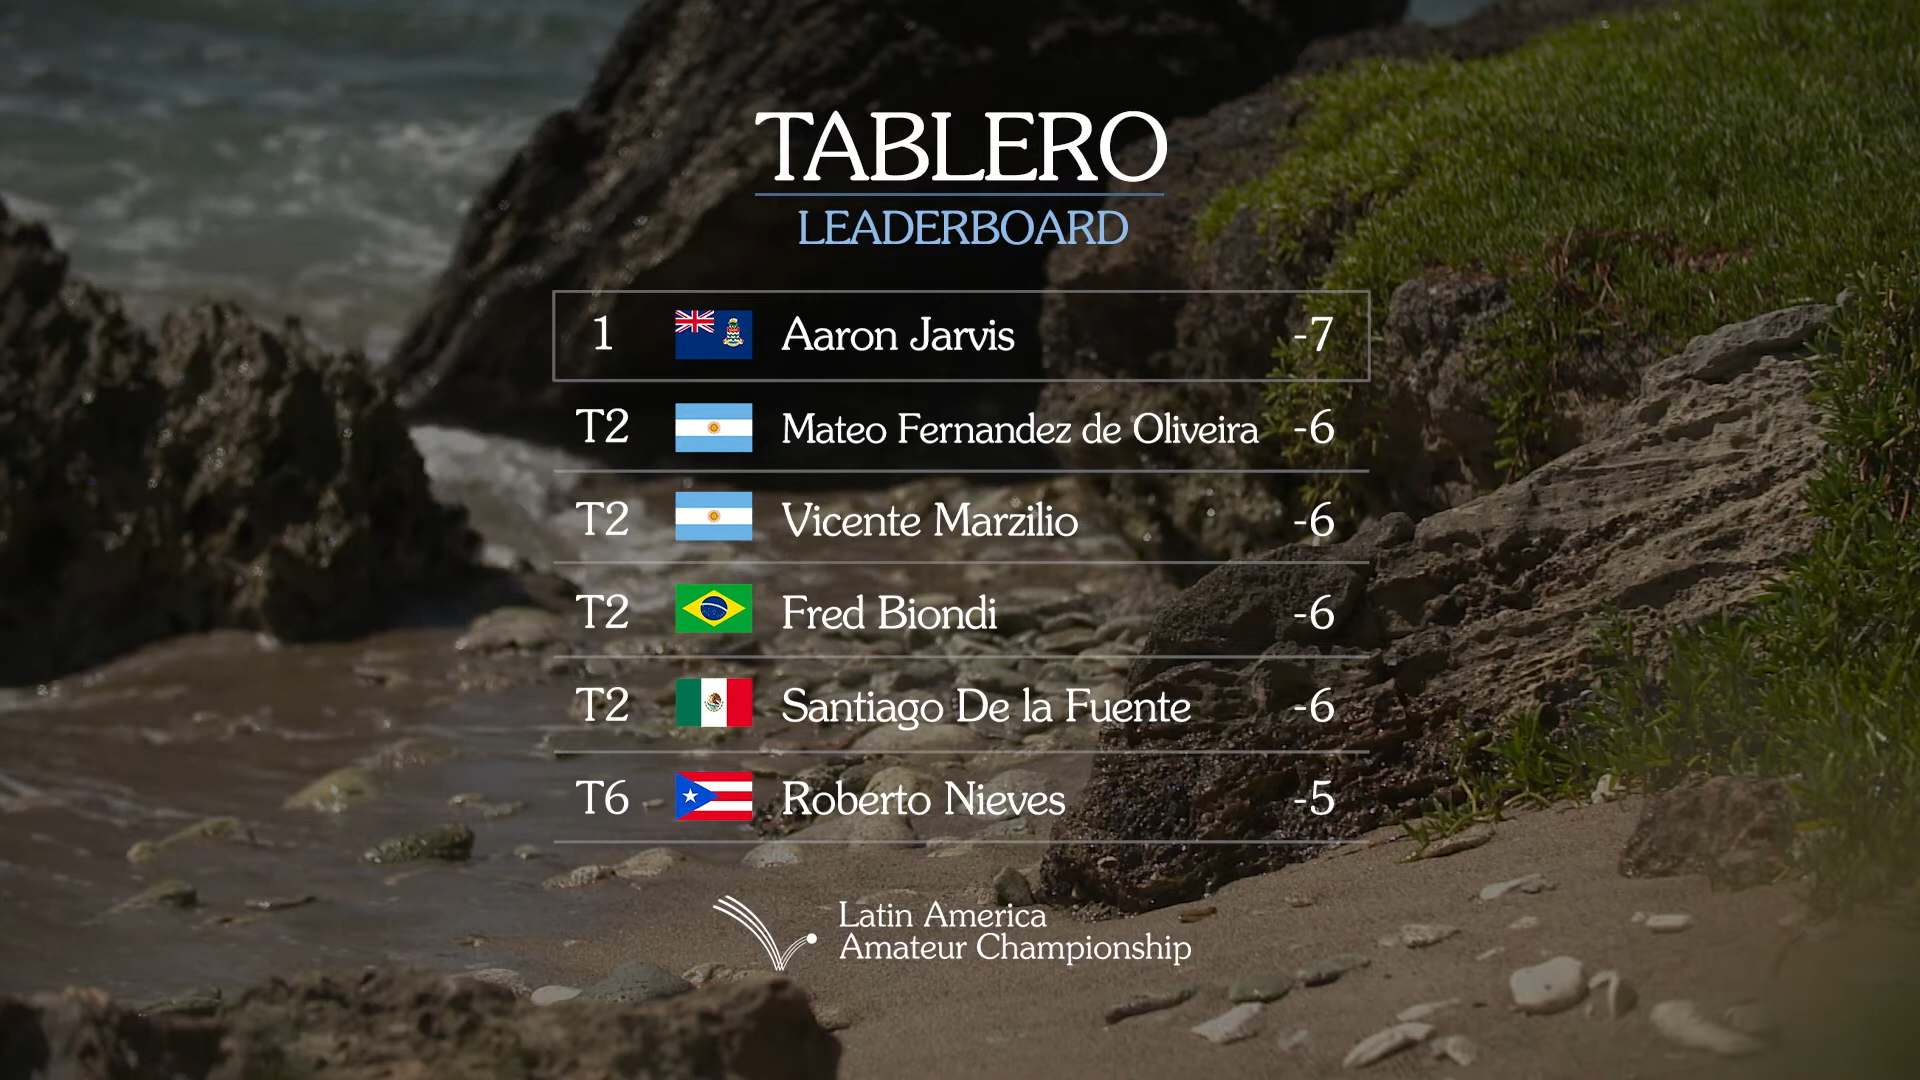 TABLERO
LEADERBOARD
1 Aaron Jarvis -7
T2 Mateo Fernandez de Oliveira -6
T2 Vicente Marzilio -6
T2 Fred Biondi -6
T2 Santiago De la Fuente -6
T6 Roberto Nieves -5
Latin America
Amateur Championship